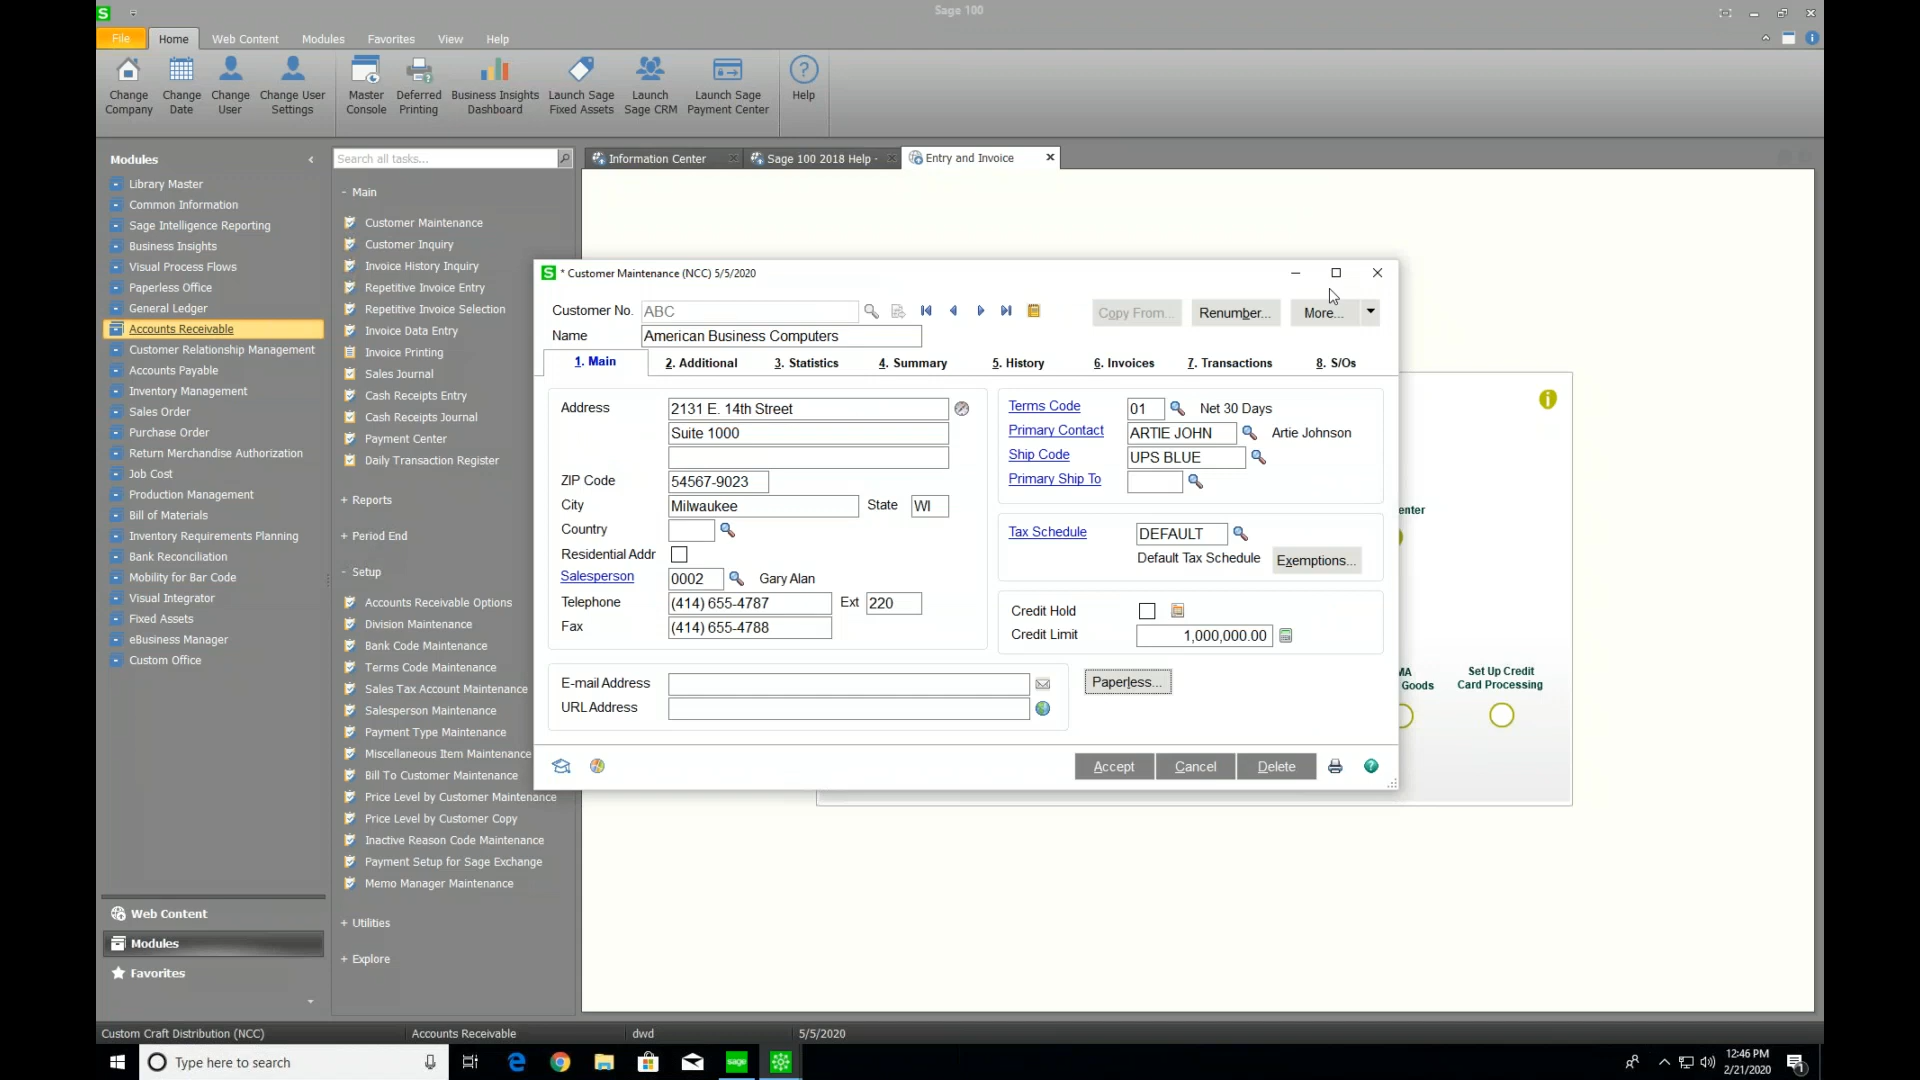 S
Sage 100
File
Home
Web Content
Modules
Favorites
View
Help
Change Company
Change Date
Change User
Change User Settings
Master Console
Deferred Printing
Business Insights Dashboard
Launch Sage Fixed Assets
Launch Sage CRM
Launch Sage Payment Center
Help
Modules
Library Master
Common Information
Sage Intelligence Reporting
Business Insights
Visual Process Flows
Paperless Office
General Ledger
Accounts Receivable
Customer Relationship Management
Accounts Payable
Inventory Management
Sales Order
Purchase Order
Return Merchandise Authorization
Job Cost
Production Management
Bill of Materials
Inventory Requirements Planning
Bank Reconciliation
Mobility for Bar Code
Visual Integrator
Fixed Assets
eBusiness Manager
Custom Office
Web Content
Modules
Favorites
Search all tasks...
- Main
Customer Maintenance
Customer Inquiry
Invoice History Inquiry
Repetitive Invoice Entry
Repetitive Invoice Selection
Invoice Data Entry
Invoice Printing
Sales Journal
Cash Receipts Entry
Cash Receipts Journal
Payment Center
Daily Transaction Register
+ Reports
+ Period End
- Setup
Accounts Receivable Options
Division Maintenance
Bank Code Maintenance
Terms Code Maintenance
Sales Tax Account Maintenance
Salesperson Maintenance
Payment Type Maintenance
Miscellaneous Item Maintenance
Bill To Customer Maintenance
Price Level by Customer Maintenance
Price Level by Customer Copy
Inactive Reason Code Maintenance
Payment Setup for Sage Exchange
Memo Manager Maintenance
+ Utilities
+ Explore
Information Center
Sage 100 2018 Help -
Entry and Invoice
S * Customer Maintenance (NCC) 5/5/2020
Customer No. ABC
Copy From... Renumber... More...
Name American Business Computers
1. Main 2. Additional 3. Statistics 4. Summary 5. History 6. Invoices 7. Transactions 8. S/Os
Address 2131 E. 14th Street
Suite 1000
ZIP Code 54567-9023
City Milwaukee State WI
Country
Residential Addr
Salesperson 0002 Gary Alan
Telephone (414) 655-4787 Ext 220
Fax (414) 655-4788
Terms Code 01 Net 30 Days
Primary Contact ARTIE JOHN Artie Johnson
Ship Code UPS BLUE
Primary Ship To
Tax Schedule DEFAULT
Default Tax Schedule Exemptions...
Credit Hold
Credit Limit 1,000,000.00
E-mail Address
URL Address
Paperless...
Accept Cancel Delete
enter
MA
Goods
Set Up Credit
Card Processing
Custom Craft Distribution (NCC) Accounts Receivable dwd 5/5/2020
Type here to search
sage
12:46 PM
2/21/2020
1